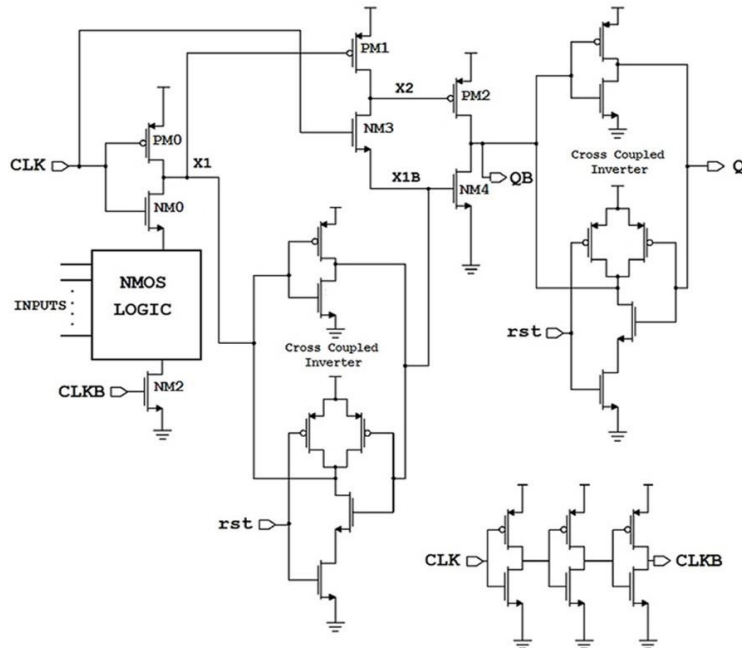 PM1
X2
PM2
NM3
Cross Coupled
Inverter
PM0
CLK
X1
X1B
QB
Q
NM0
NM4
NMOS
LOGIC
INPUTS
rst
Cross Coupled
Inverter
CLKB
NM2
rst
CLK
CLKB